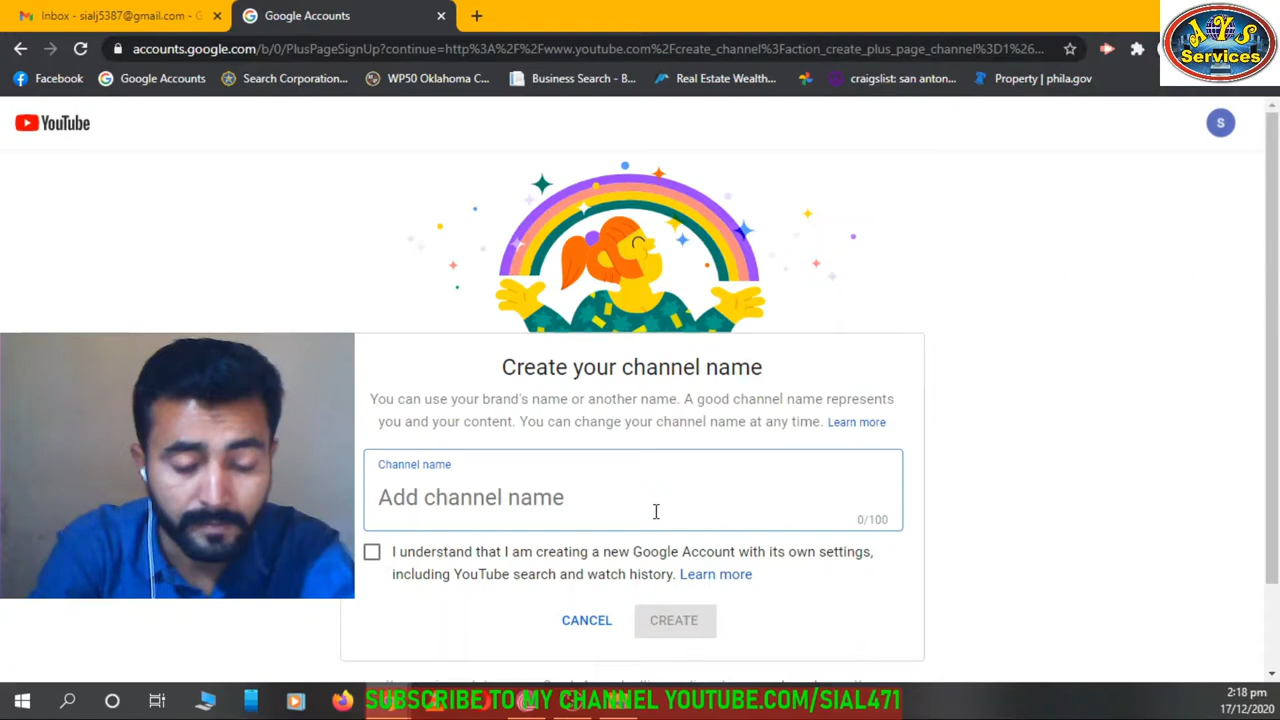 Inbox - sialj5387@gmail.com - G
Google Accounts
accounts.google.com/b/0/PlusPageSignUp?continue=http%3A%2F%2Fwww.youtube.com%2Fcreate_channel%3Faction_create_plus_page_channel%3D1%26...
Facebook
Google Accounts
Search Corporation...
WP50 Oklahoma C...
Business Search - B...
Real Estate Wealth...
craigslist: san anton...
Property | phila.gov
AYS
Services
YouTube
S
Create your channel name
You can use your brand's name or another name. A good channel name represents
you and your content. You can change your channel name at any time. Learn more
Channel name
Add channel name
0/100
I understand that I am creating a new Google Account with its own settings,
including YouTube search and watch history. Learn more
CANCEL
CREATE
SUBSCRIBE TO MY CHANNEL YOUTUBE.COM/SIAL471
2:18 pm
17/12/2020